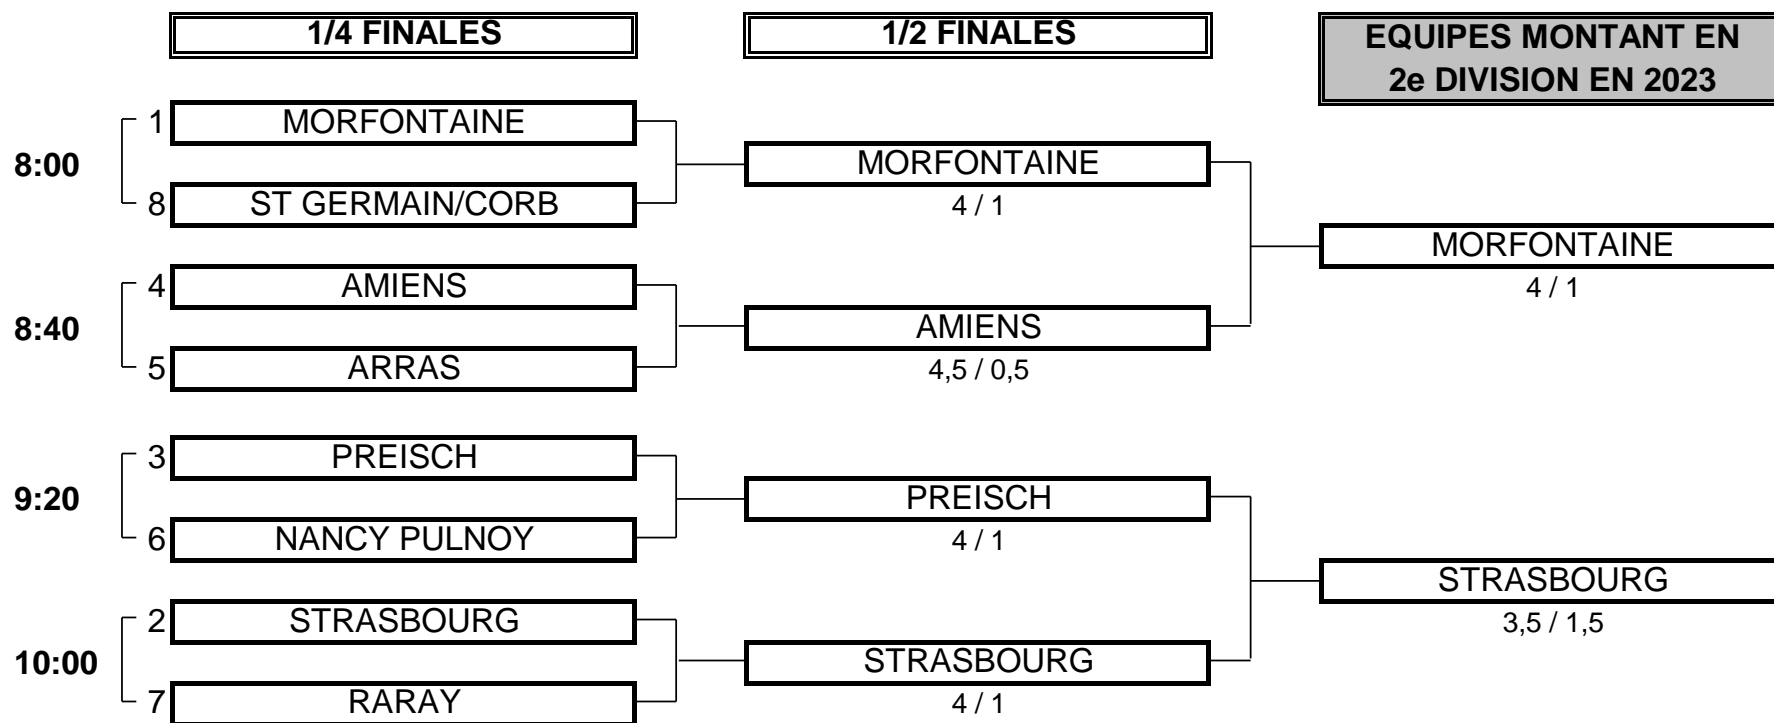 1/4 FINALES
1/2 FINALES
EQUIPES MONTANT EN
2e DIVISION EN 2023
8:00
1 MORFONTAINE
8 ST GERMAIN/CORB
MORFONTAINE
4 / 1
MORFONTAINE
4 / 1
8:40
4 AMIENS
5 ARRAS
AMIENS
4,5 / 0,5
9:20
3 PREISCH
6 NANCY PULNOY
PREISCH
4 / 1
STRASBOURG
3,5 / 1,5
10:00
2 STRASBOURG
7 RARAY
STRASBOURG
4 / 1